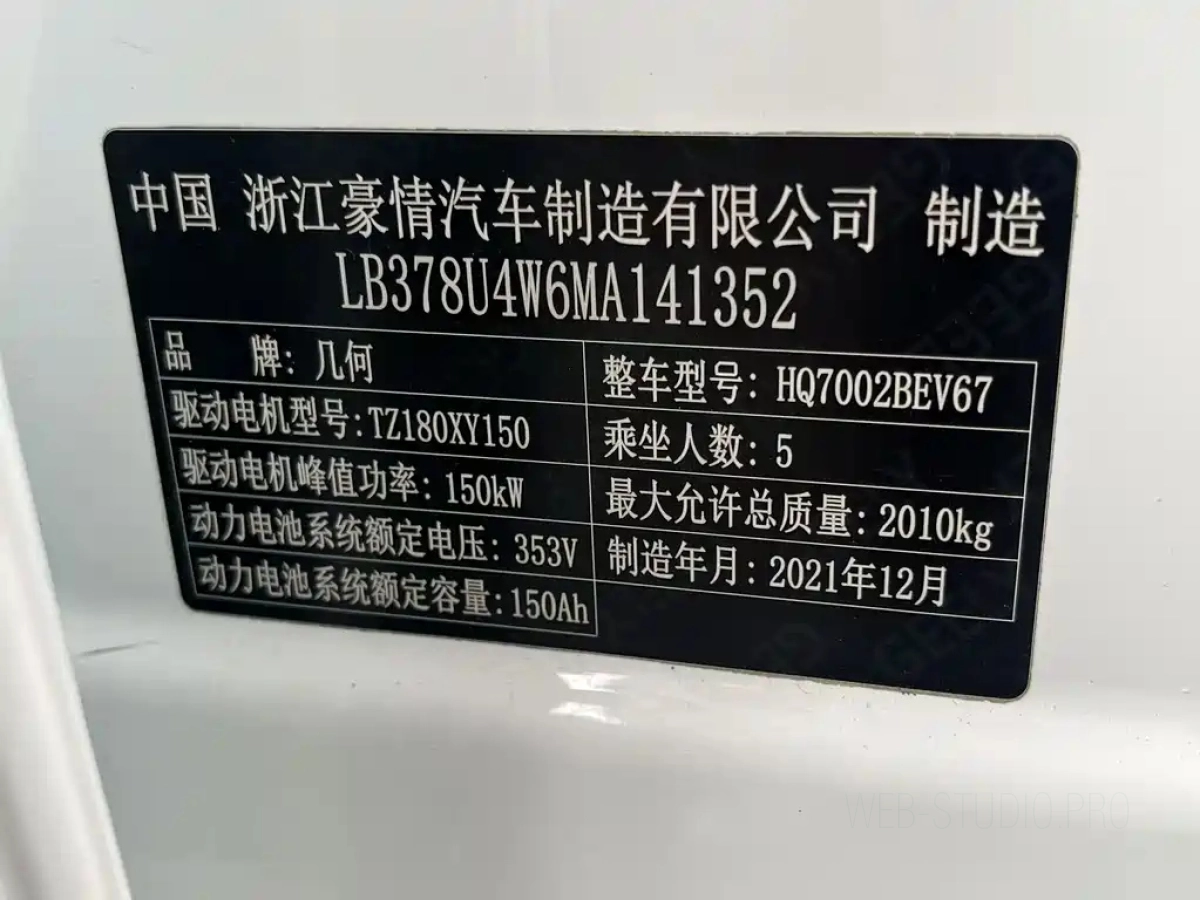 中国 浙江豪情汽车制造有限公司 制造
LB378U4W6MA141352
品 牌: 几何
整车型号: HQ7002BEV67
驱动电机型号:TZ180XY150
乘坐人数: 5
驱动电机峰值功率: 150kW
最大允许总质量: 2010kg
动力电池系统额定电压: 353V
制造年月: 2021年12月
动力电池系统额定容量: 150Ah
WEB-STUDIO.PRO